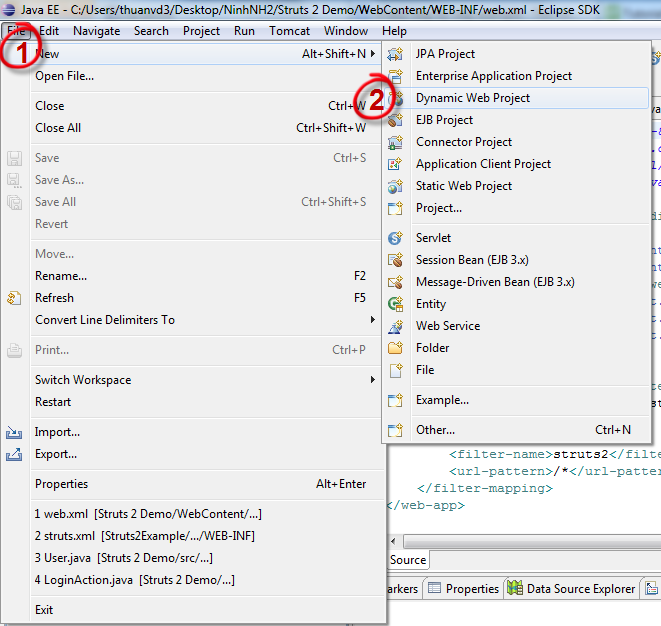 Java EE - C:/Users/thuanvd3/Desktop/NinhNH2/Struts 2 Demo/WebContent/WEB-INF/web.xml - Eclipse SDK
File Edit Navigate Search Project Run Tomcat Window Help
1
New Alt+Shift+N
Open File...
Close Ctrl+W
Close All Ctrl+Shift+W
Save Ctrl+S
Save As...
Save All Ctrl+Shift+S
Revert
Move...
Rename... F2
Refresh F5
Convert Line Delimiters To
Print... Ctrl+P
Switch Workspace
Restart
Import...
Export...
Properties Alt+Enter
1 web.xml [Struts 2 Demo/WebContent/...]
2 struts.xml [Struts2Example/.../WEB-INF]
3 User.java [Struts 2 Demo/src/...]
4 LoginAction.java [Struts 2 Demo/...]
Exit
2
JPA Project
Enterprise Application Project
Dynamic Web Project
EJB Project
Connector Project
Application Client Project
Static Web Project
Project...
Servlet
Session Bean (EJB 3.x)
Message-Driven Bean (EJB 3.x)
Entity
Web Service
Folder
File
Example...
Other... Ctrl+N
<filter-name>struts2</filte
<url-pattern>/*</url-patte
</filter-mapping>
</web-app>
Source
arkers Properties Data Source Explorer